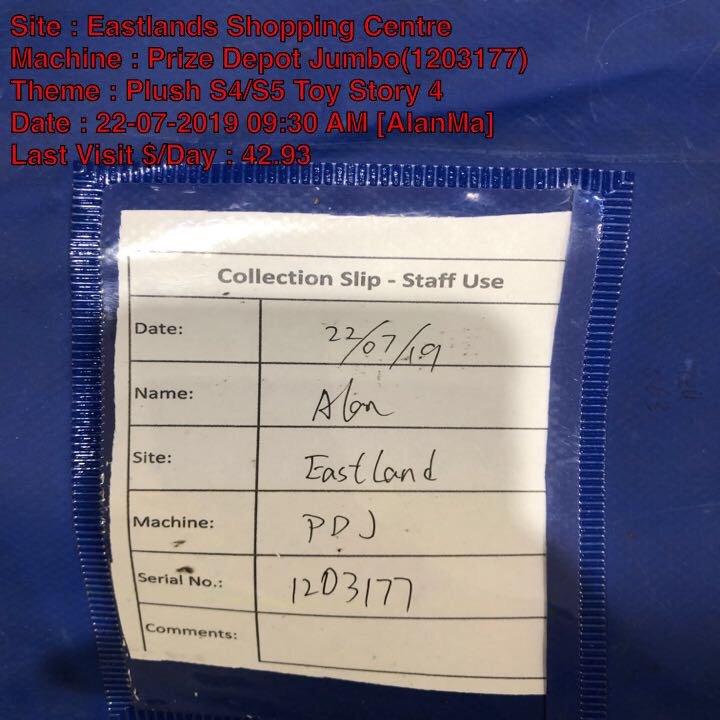 Site : Eastlands Shopping Centre
Machine : Prize Depot Jumbo(1203177)
Theme : Plush S4/S5 Toy Story 4
Date : 22-07-2019 09:30 AM [AlanMa]
Last Visit $/Day : 42.93
Collection Slip - Staff Use
Date: 22/07/19
Name: Alan
Site: Eastland
Machine: PDJ
Serial No.: 1203177
Comments: